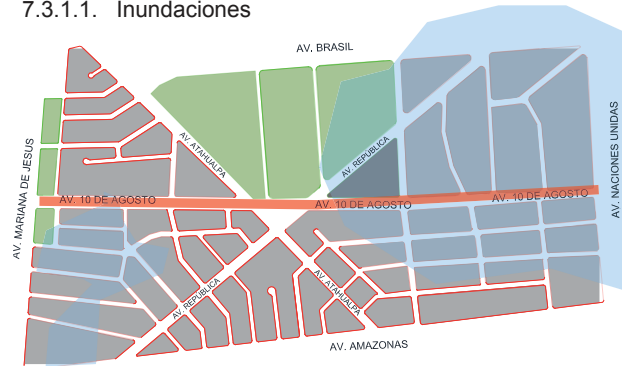 7.3.1.1. Inundaciones
AV. BRASIL
AV. ATAHUALPA
AV. REPUBLICA
AV. MARIANA DE JESUS
AV. NACIONES UNIDAS
AV. 10 DE AGOSTO
AV. 10 DE AGOSTO
AV. 10 DE AGOSTO
AV. REPUBLICA
AV. ATAHUALPA
AV. AMAZONAS